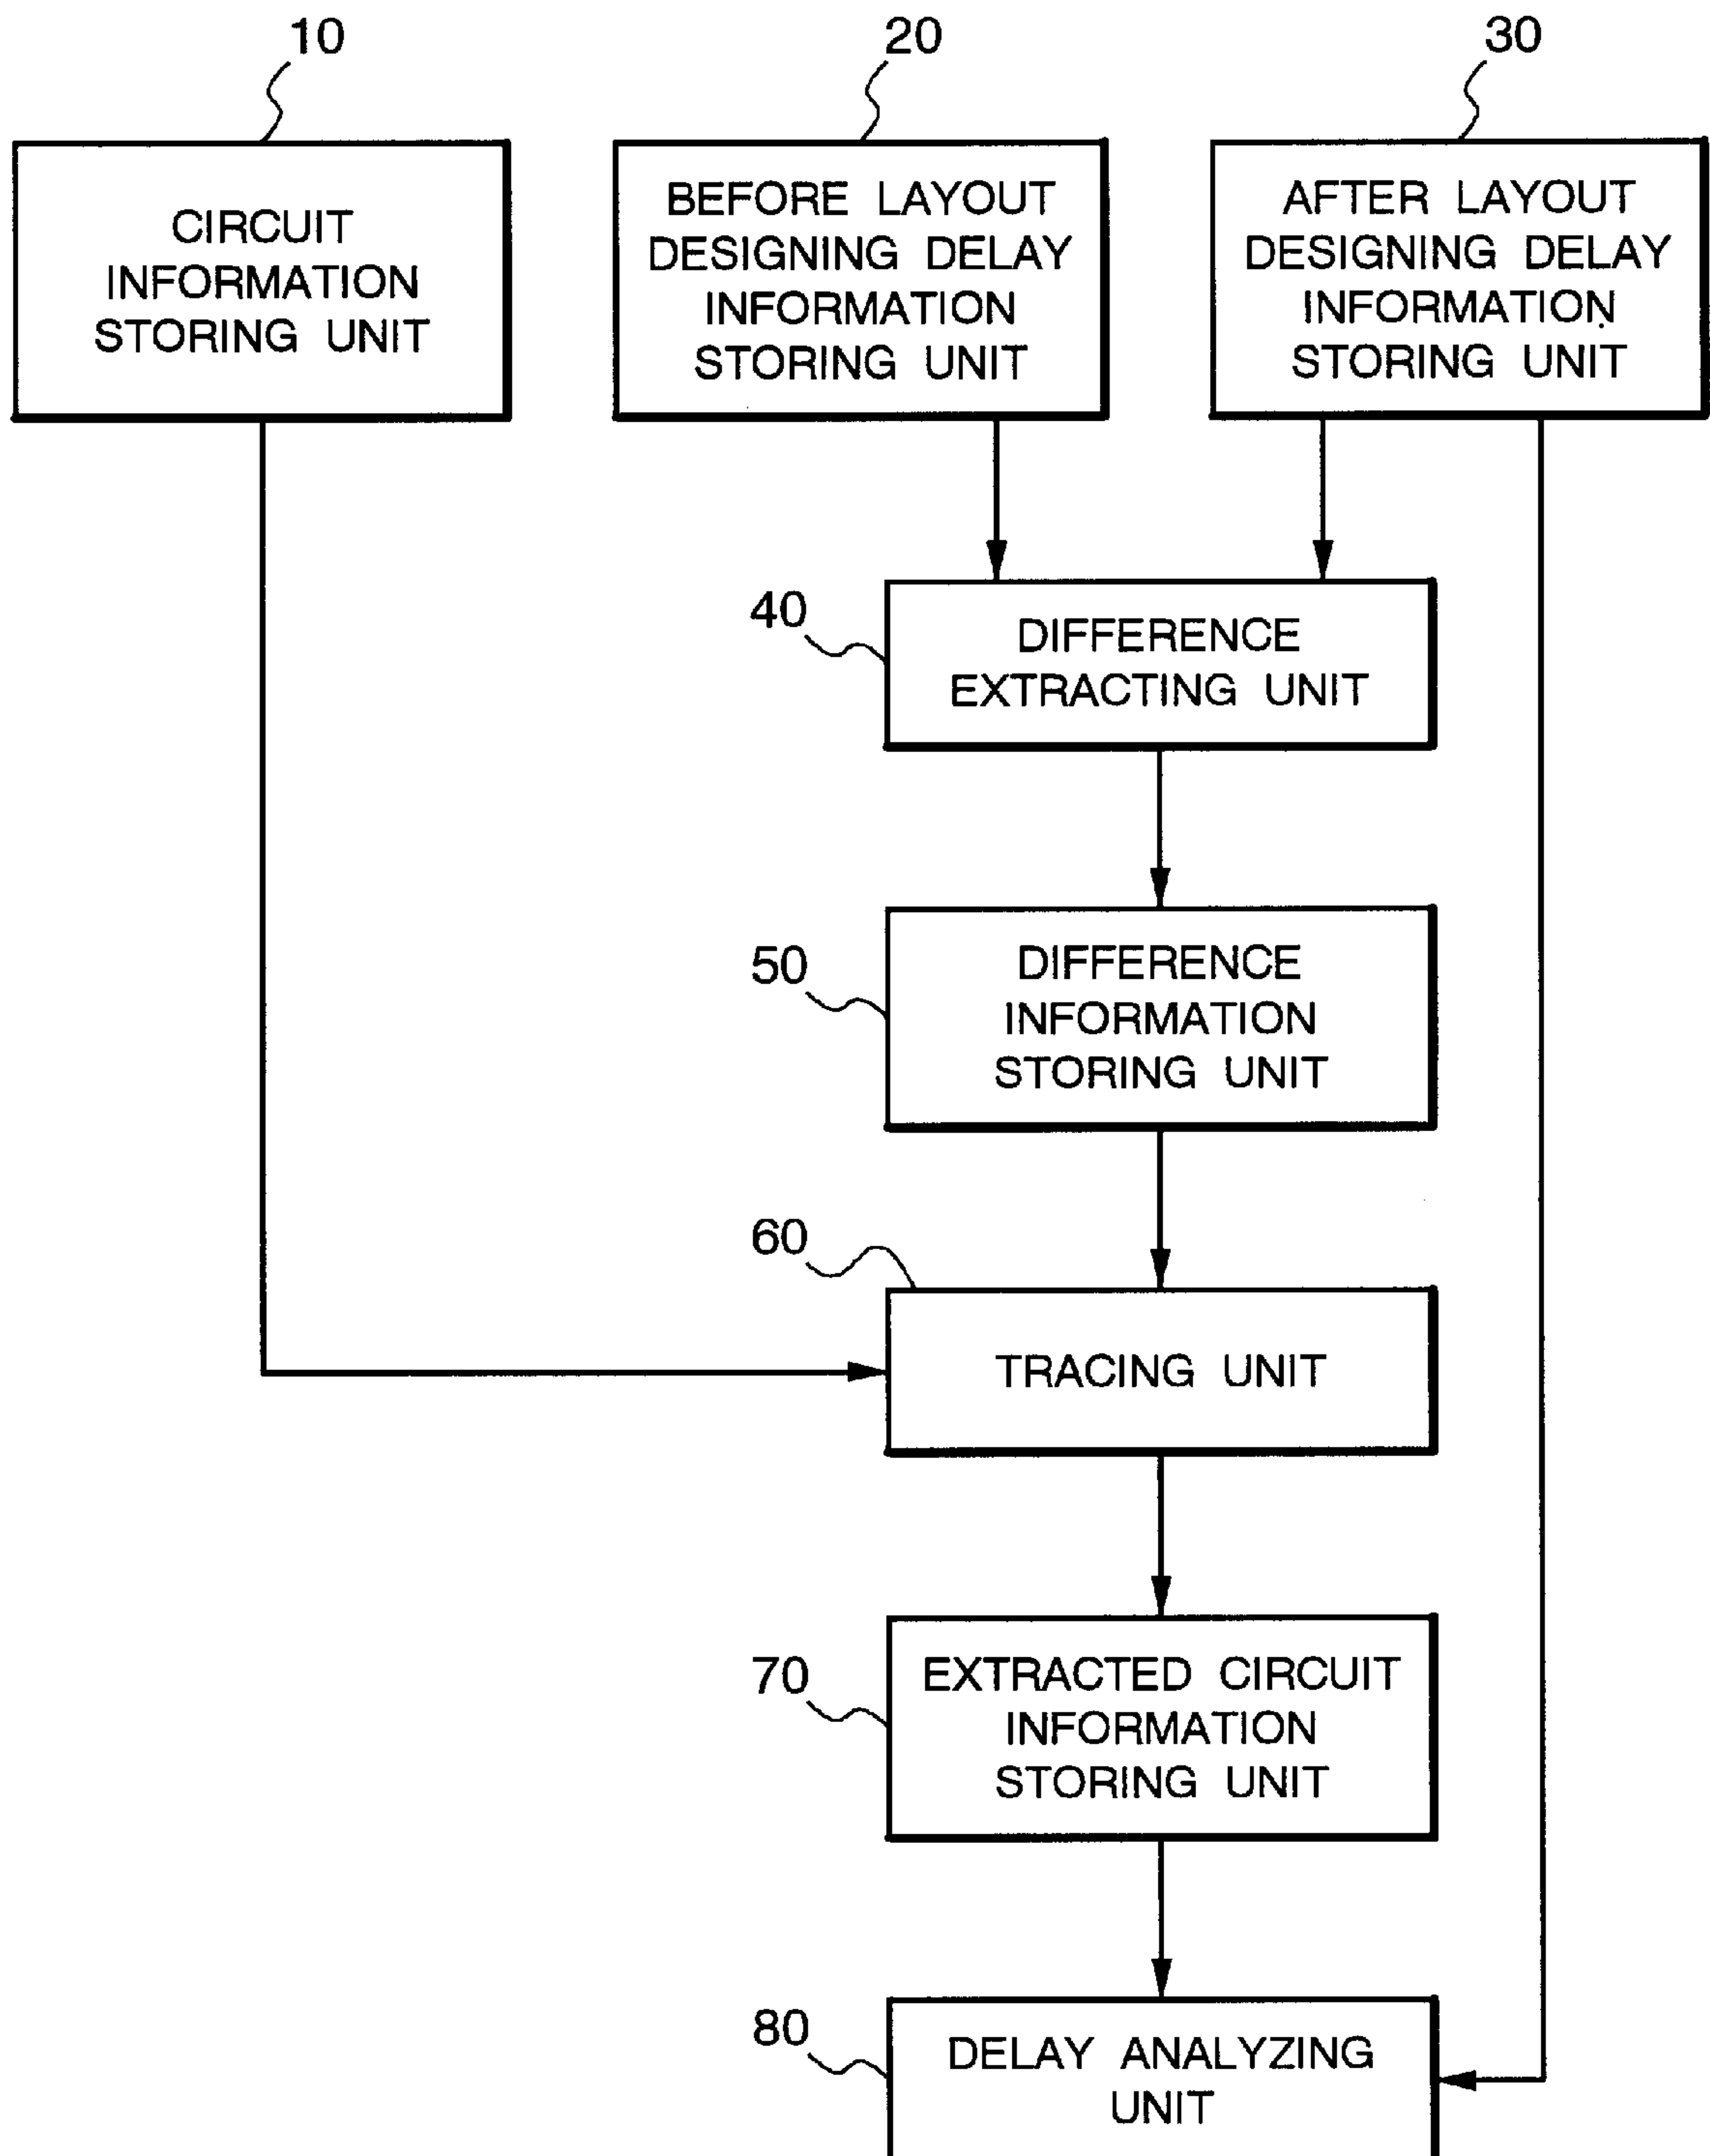 10
20
30
CIRCUIT
INFORMATION
STORING UNIT
BEFORE LAYOUT
DESIGNING DELAY
INFORMATION
STORING UNIT
AFTER LAYOUT
DESIGNING DELAY
INFORMATION
STORING UNIT
40
DIFFERENCE
EXTRACTING UNIT
50
DIFFERENCE
INFORMATION
STORING UNIT
60
TRACING UNIT
70
EXTRACTED CIRCUIT
INFORMATION
STORING UNIT
80
DELAY ANALYZING
UNIT